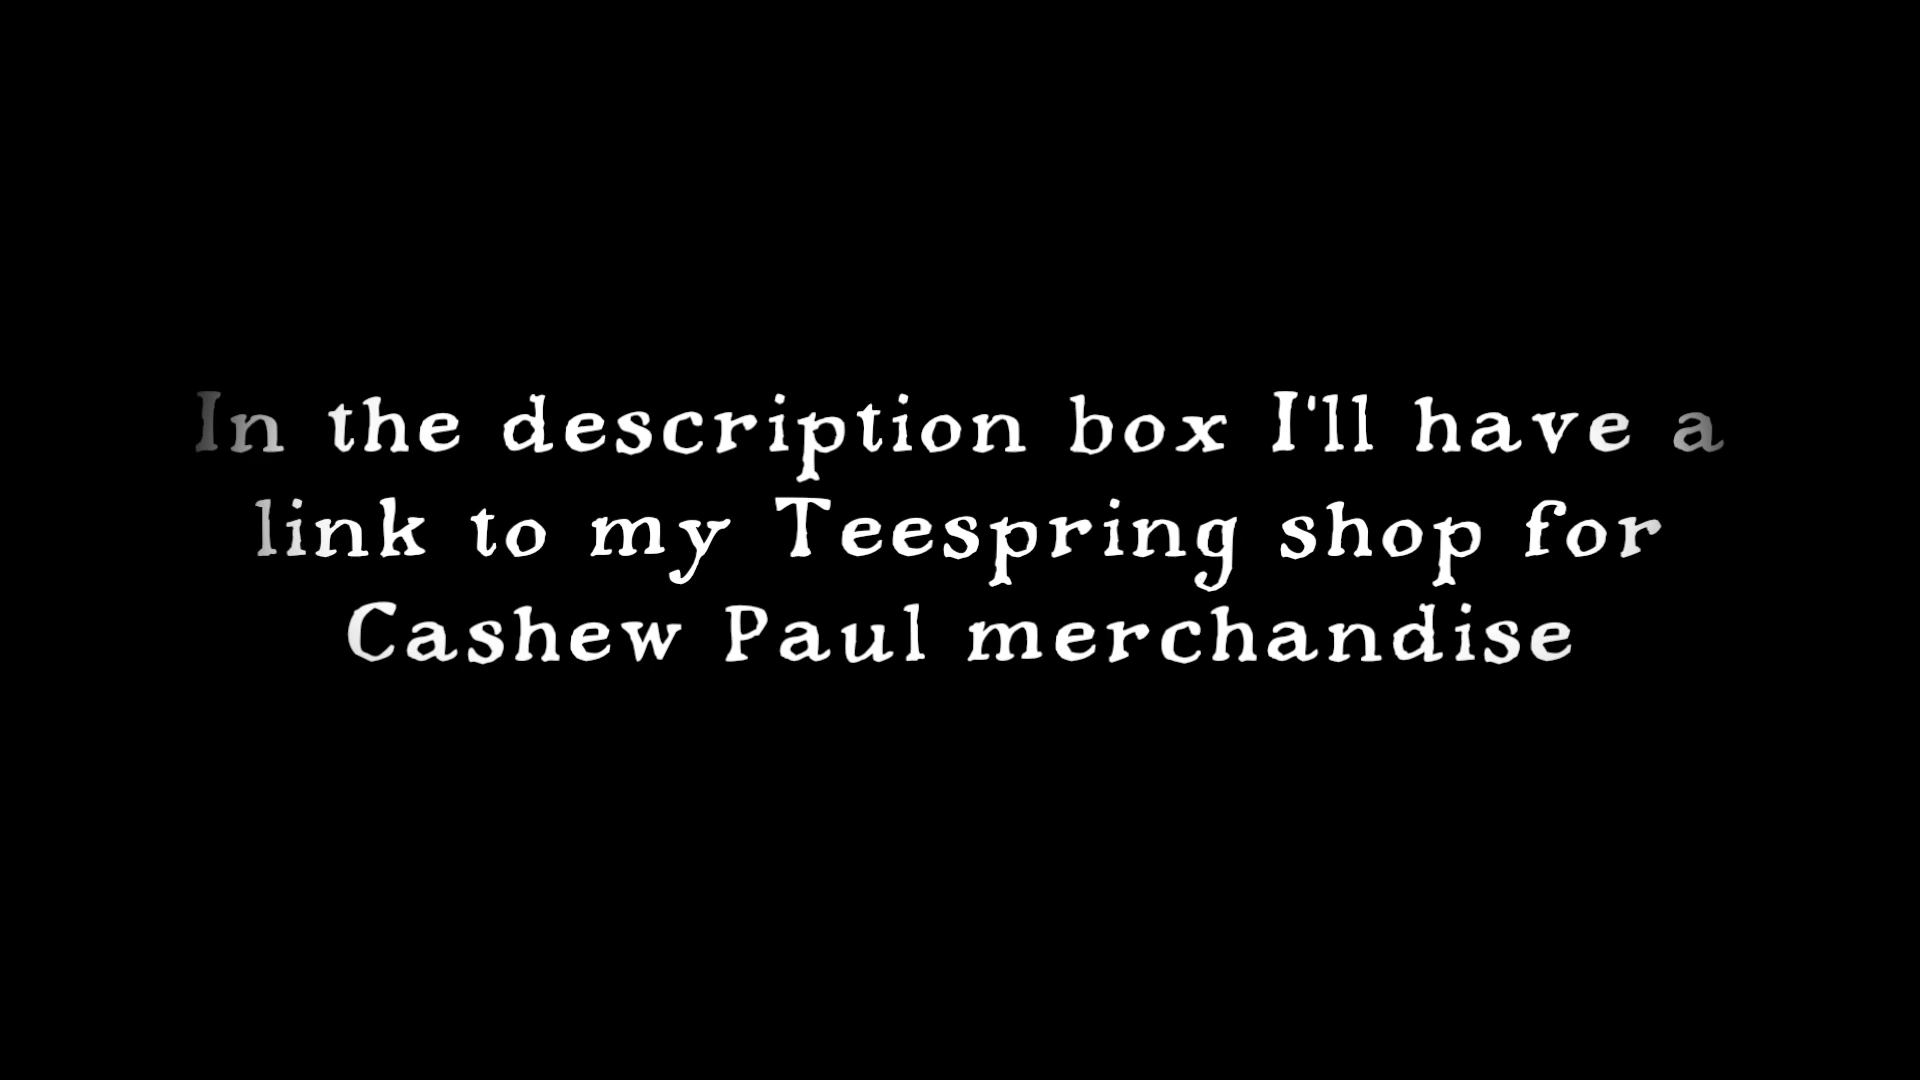 In the description box I'll have a
link to my Teespring shop for
Cashew Paul merchandise